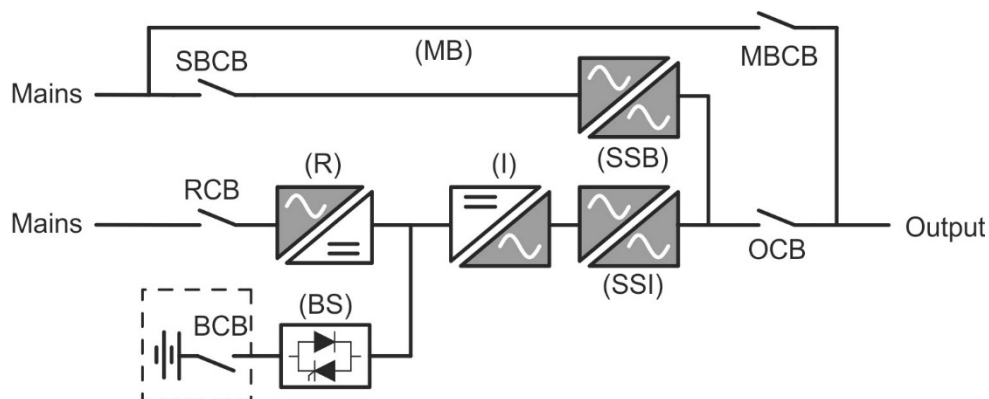 MBCB
(MB)
SBCB
Mains
(SSB)
(R)
(I)
RCB
Mains
Output
OCB
(SSI)
(BS)
BCB